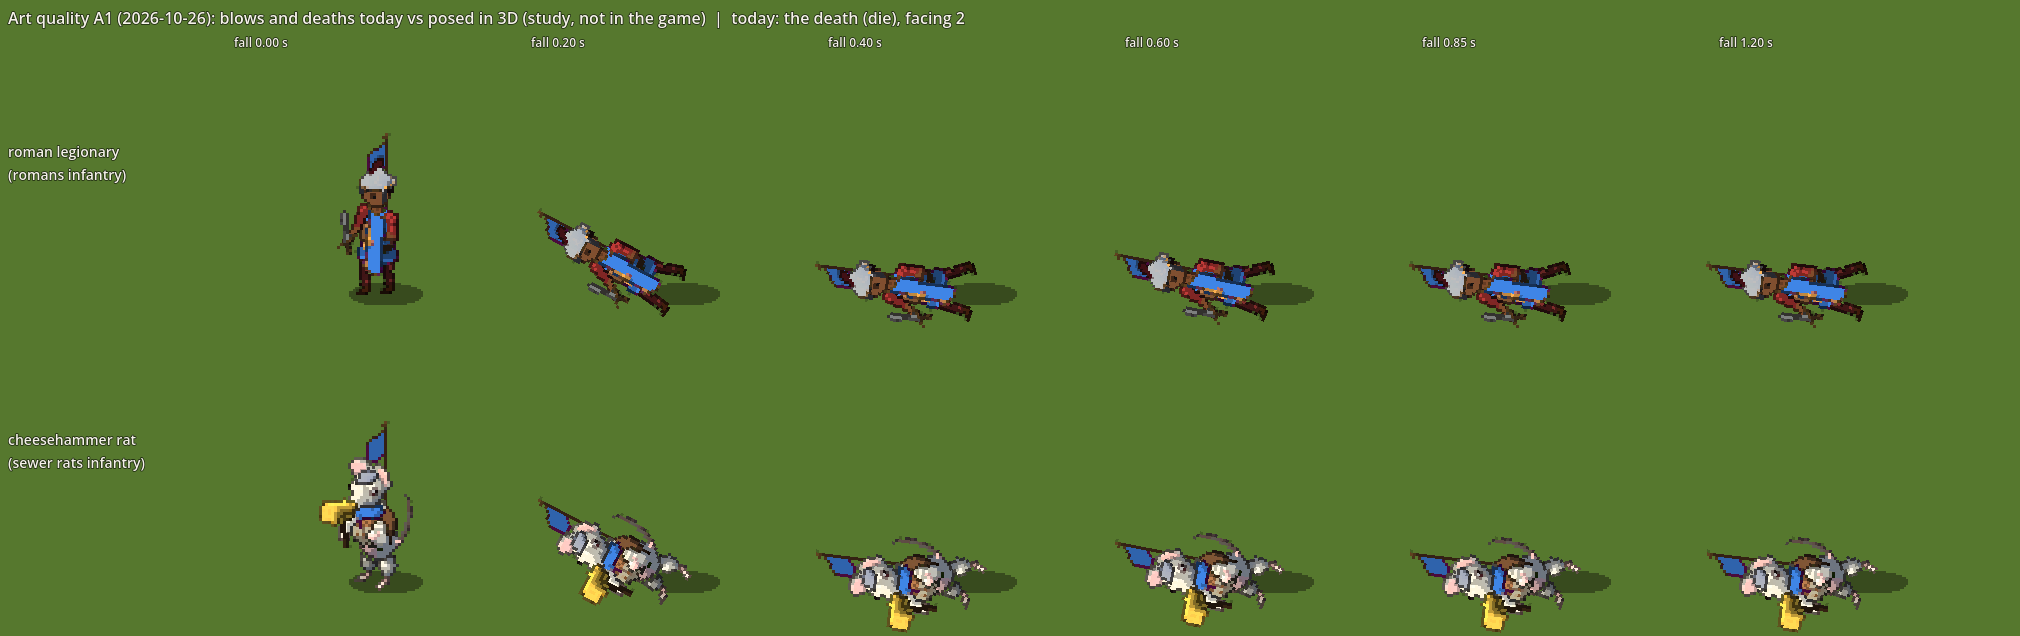 Art quality A1 (2026-10-26): blows and deaths today vs posed in 3D (study, not in the game)  |  today: the death (die), facing 2
fall 0.00 s
fall 0.20 s
fall 0.40 s
fall 0.60 s
fall 0.85 s
fall 1.20 s
roman legionary
(romans infantry)
cheesehammer rat
(sewer rats infantry)